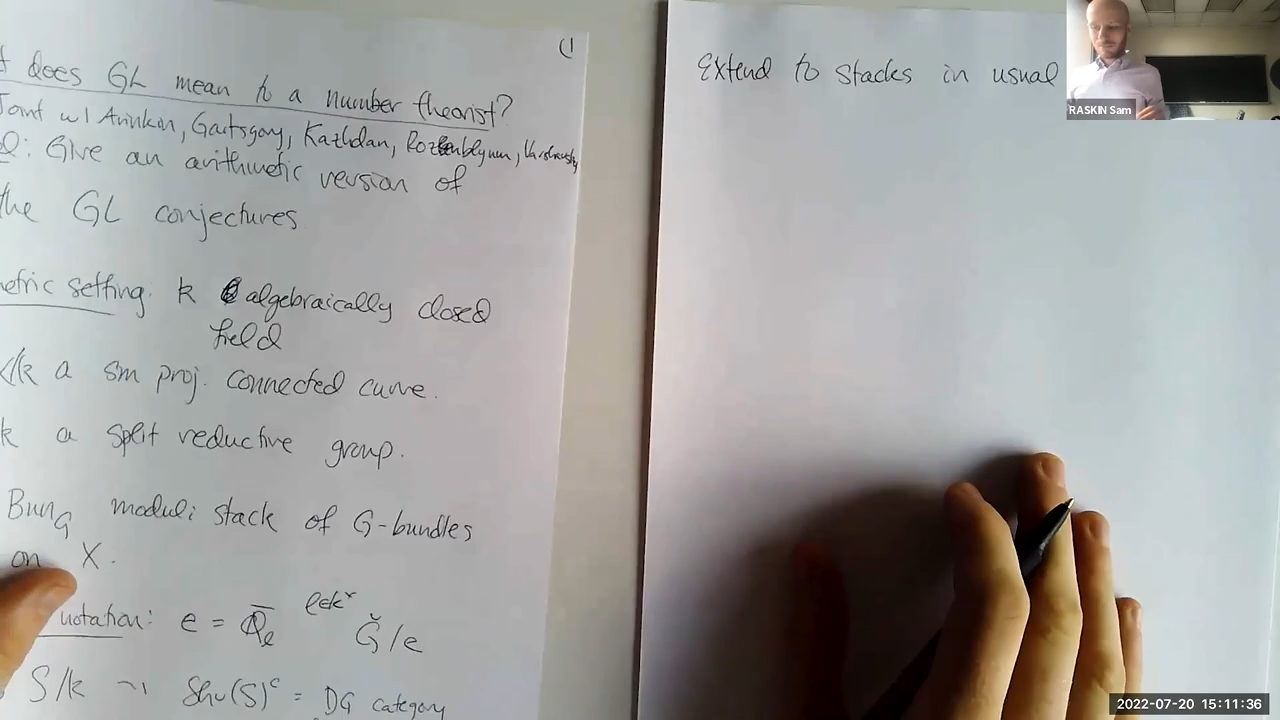 (1
does GL mean to a number theorist?
Joint w/ Arinkin, Gaitsgory, Kazhdan, Rozenblyum, Varshavsky
Q: Give an arithmetic version of
the GL conjectures
etric setting. k algebraically closed
field
X/k a sm proj. connected curve.
k a split reductive group.
Bun_G moduli stack of G-bundles
on X.
notation: e = \overline{Q}_ℓ ℓ∈k^× Ǧ/e
S/k ⇝ Shv(S)^c = DG category
Extend to stacks in usual
RASKIN Sam
2022-07-20 15:11:36